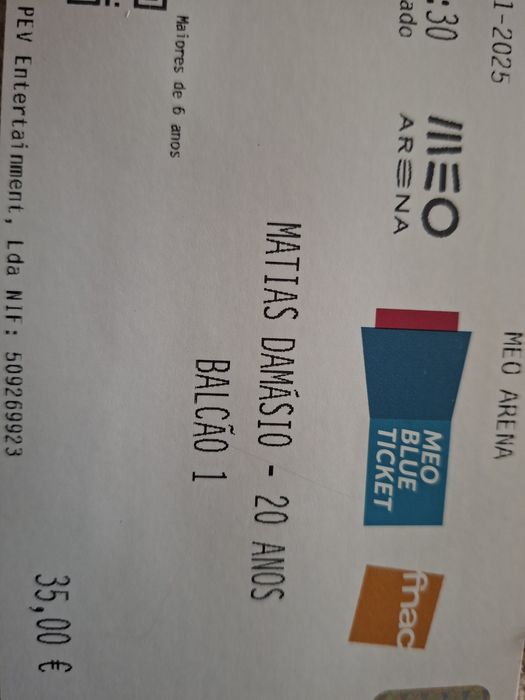 1-2025
MEO ARENA
:30
ado
MEO
ARENA
MEO
BLUE
TICKET
fnac
MATIAS DAMÁSIO - 20 ANOS
BALCÃO 1
Maiores de 6 anos
35,00 €
PEV Entertainment, Lda NIF: 509269923